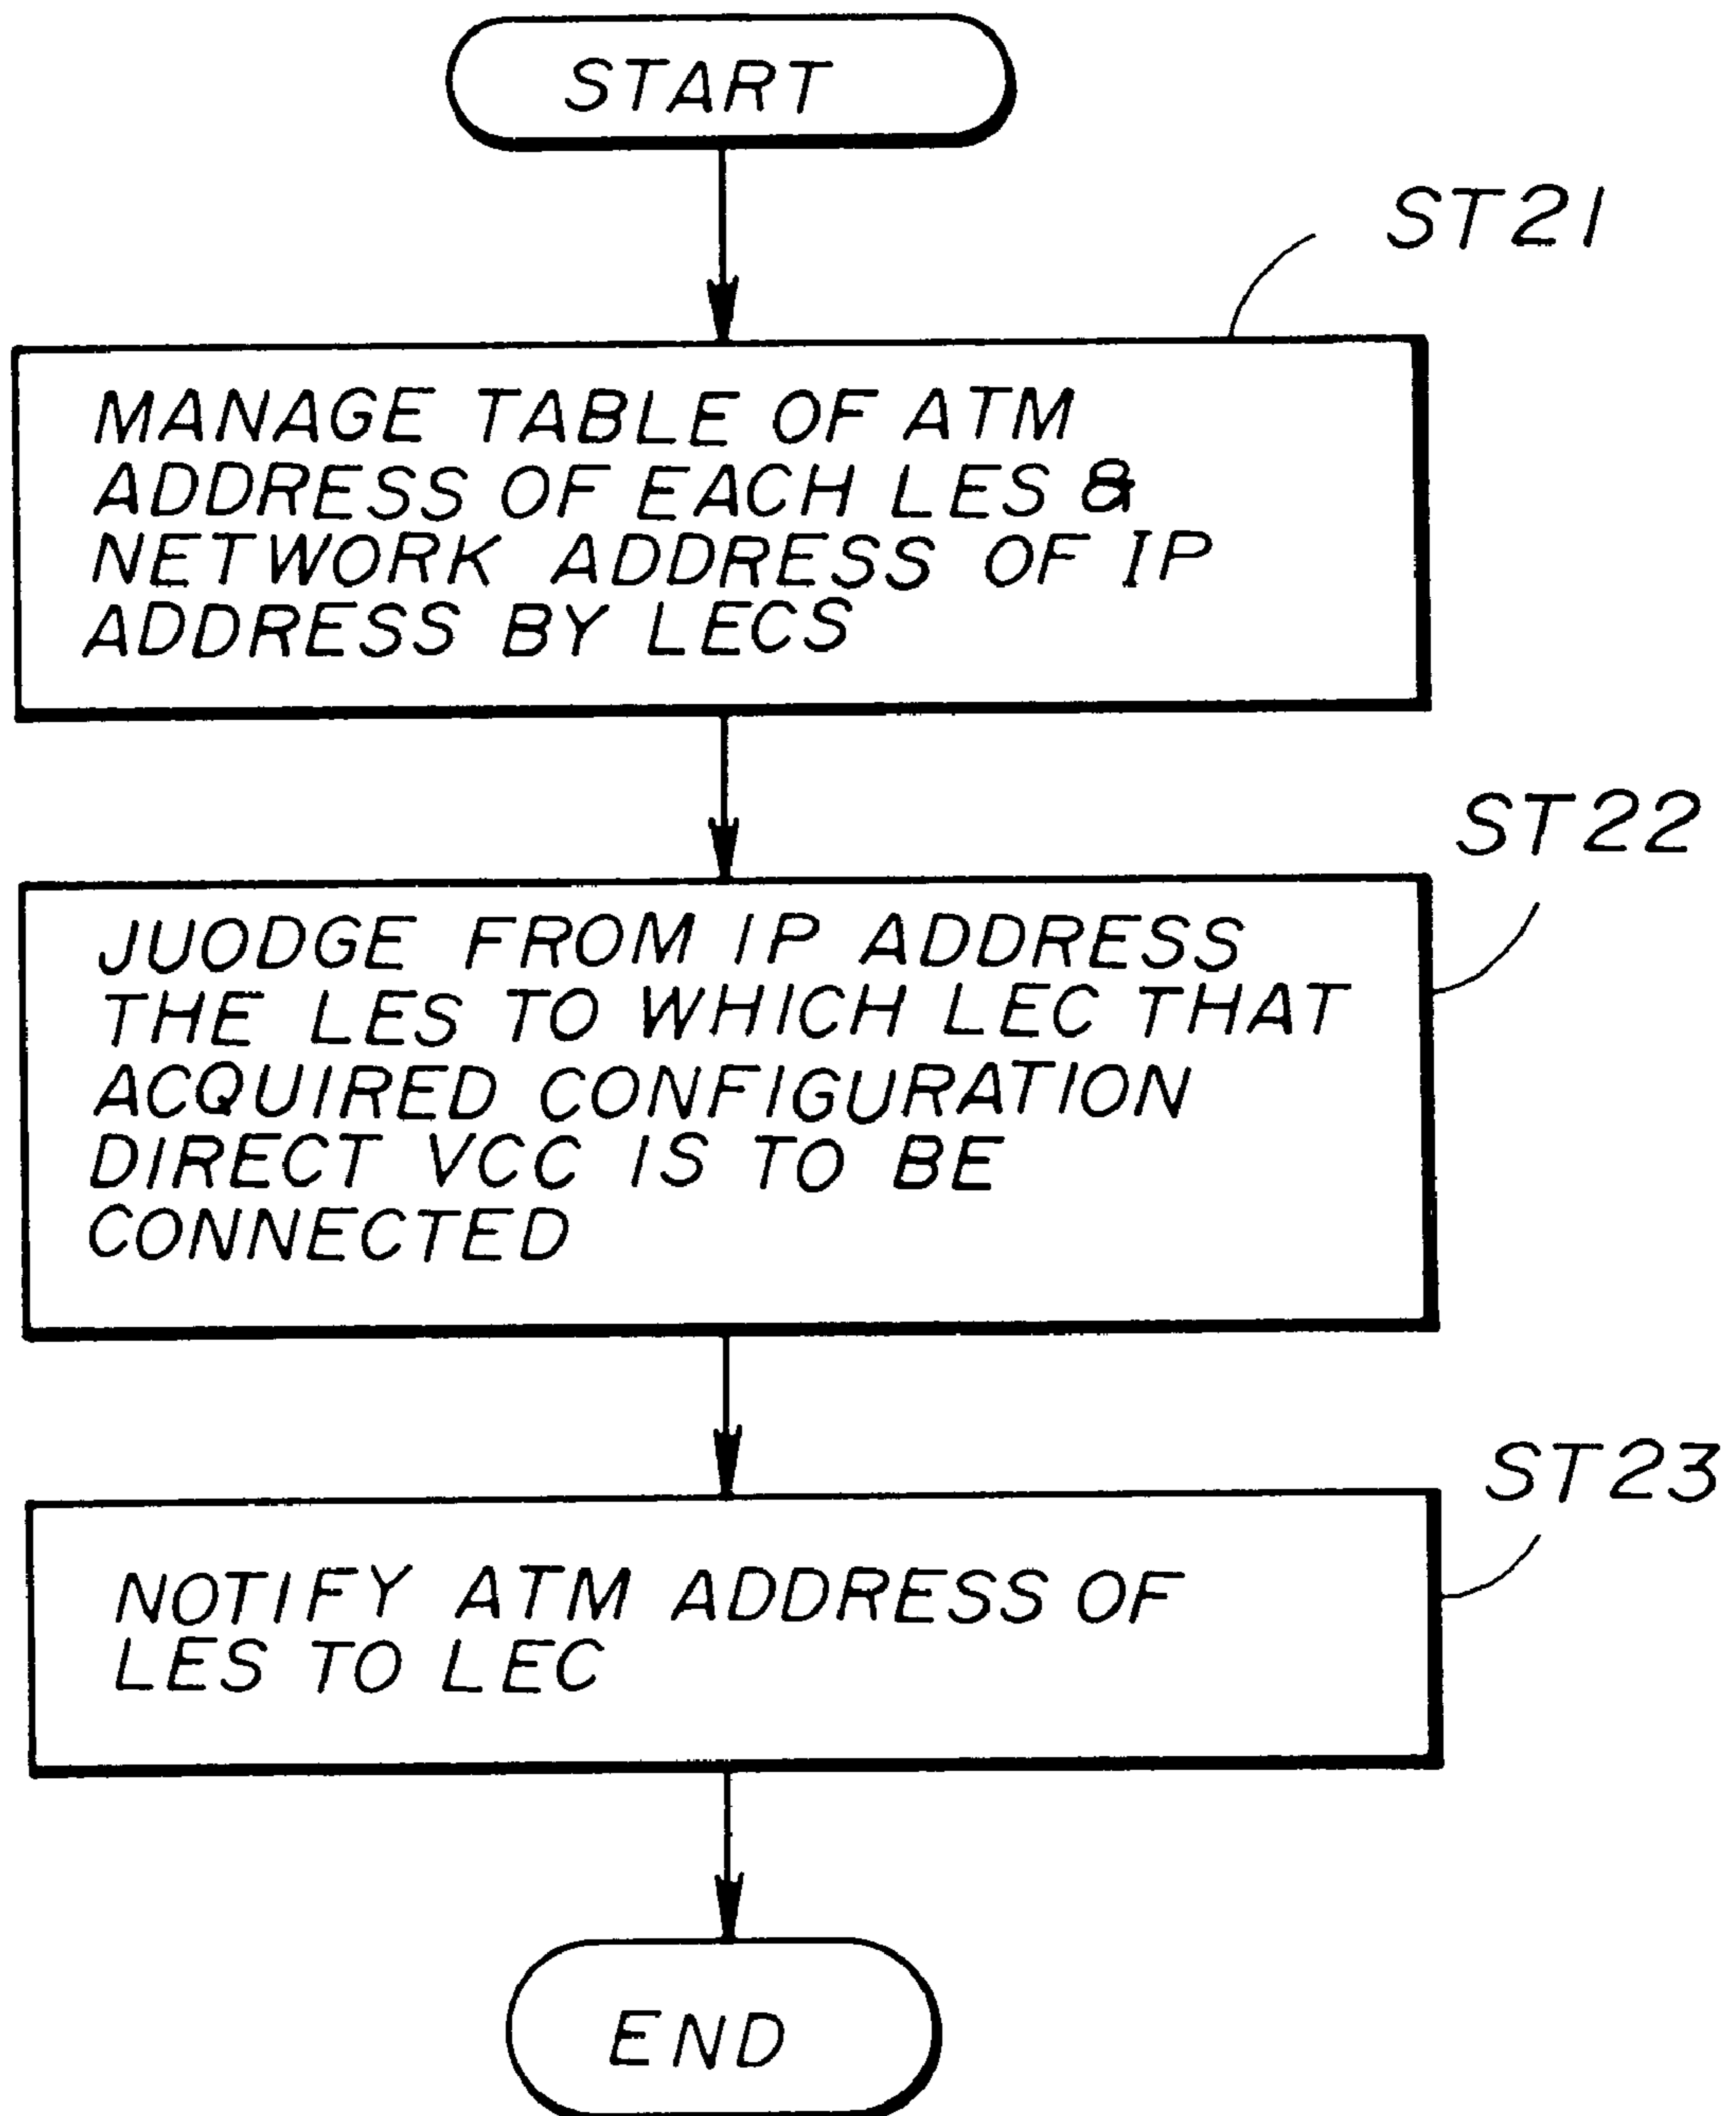 START
ST21
MANAGE TABLE OF ATM
ADDRESS OF EACH LES &
NETWORK ADDRESS OF IP
ADDRESS BY LECS
ST22
JUODGE FROM IP ADDRESS
THE LES TO WHICH LEC THAT
ACQUIRED CONFIGURATION
DIRECT VCC IS TO BE
CONNECTED
ST23
NOTIFY ATM ADDRESS OF
LES TO LEC
END